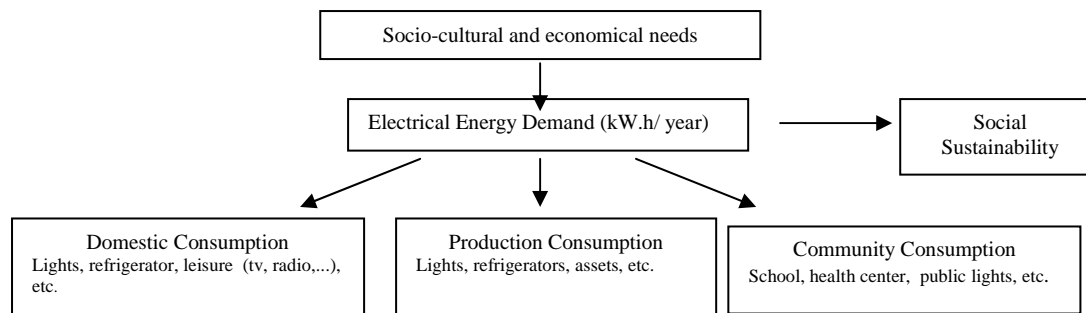 Socio-cultural and economical needs
Electrical Energy Demand (kW.h/ year)
Social
Sustainability
Domestic Consumption
Lights, refrigerator, leisure (tv, radio,...),
etc.
Production Consumption
Lights, refrigerators, assets, etc.
Community Consumption
School, health center, public lights, etc.